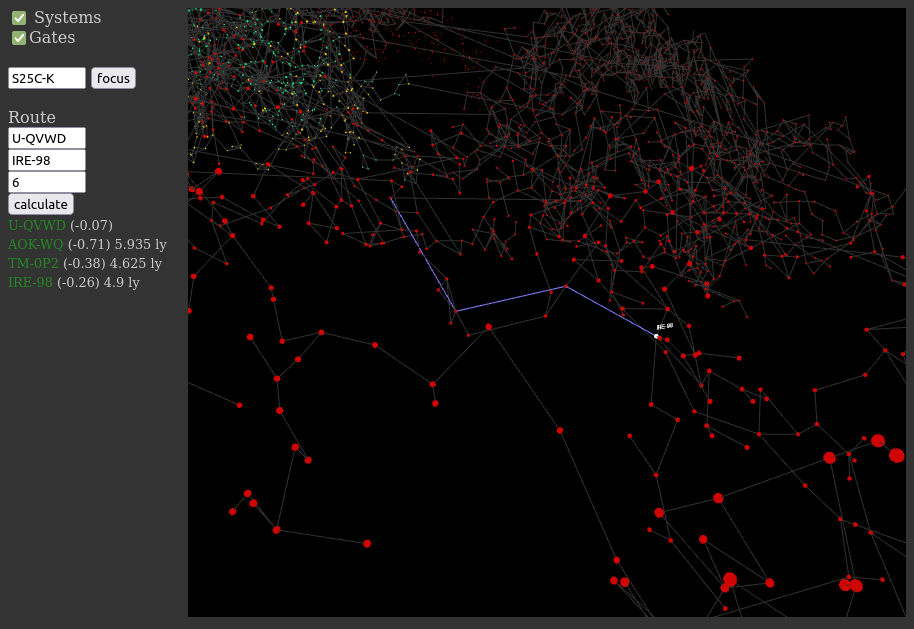 Systems
Gates
S25C-K focus
Route
U-QVWD
IRE-98
6
calculate
U-QVWD (-0.07)
AOK-WQ (-0.71) 5.935 ly
TM-0P2 (-0.38) 4.625 ly
IRE-98 (-0.26) 4.9 ly
IRE-98